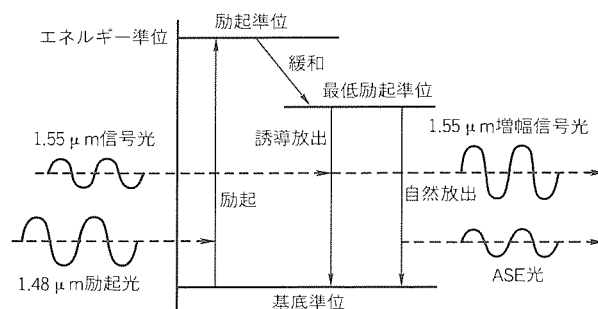 励起準位
エネルギー準位
緩和
最低励起準位
1.55 μm信号光
誘導放出
1.55 μm増幅信号光
励起
自然放出
1.48 μm励起光
ASE光
基底準位